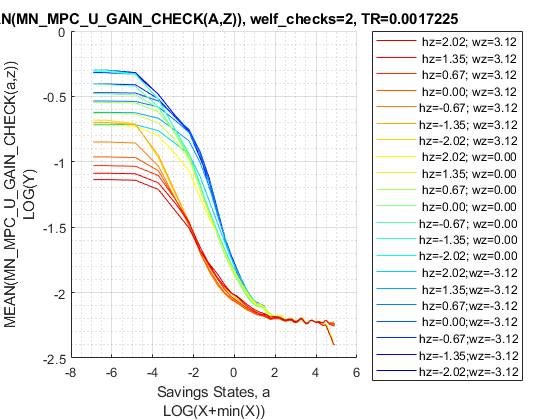 AN(MN_MPC_U_GAIN_CHECK(A,Z)), welf_checks=2, TR=0.0017225
0
-0.5
-1
-1.5
-2
-2.5
MEAN(MN_MPC_U_GAIN_CHECK(a,z))
LOG(Y)
-8
-6
-4
-2
0
2
4
6
Savings States, a
LOG(X+min(X))
hz=2.02; wz=3.12
hz=1.35; wz=3.12
hz=0.67; wz=3.12
hz=0.00; wz=3.12
hz=-0.67; wz=3.12
hz=-1.35; wz=3.12
hz=-2.02; wz=3.12
hz=2.02; wz=0.00
hz=1.35; wz=0.00
hz=0.67; wz=0.00
hz=0.00; wz=0.00
hz=-0.67; wz=0.00
hz=-1.35; wz=0.00
hz=-2.02; wz=0.00
hz=2.02;wz=-3.12
hz=1.35;wz=-3.12
hz=0.67;wz=-3.12
hz=0.00;wz=-3.12
hz=-0.67;wz=-3.12
hz=-1.35;wz=-3.12
hz=-2.02;wz=-3.12